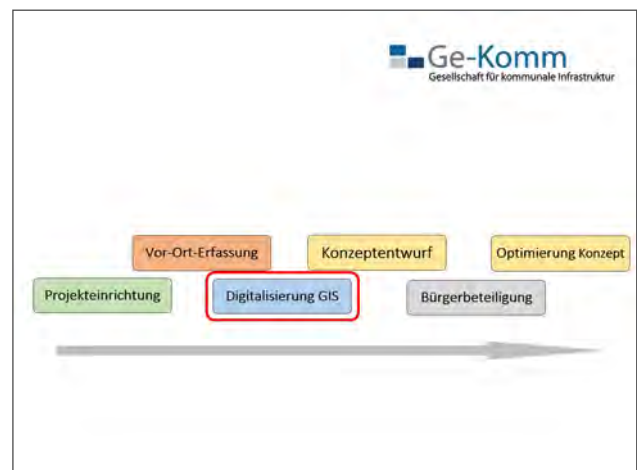 Ge-Komm
Gesellschaft für kommunale Infrastruktur
Vor-Ort-Erfassung
Konzeptentwurf
Optimierung Konzept
Projekteinrichtung
Digitalisierung GIS
Bürgerbeteiligung